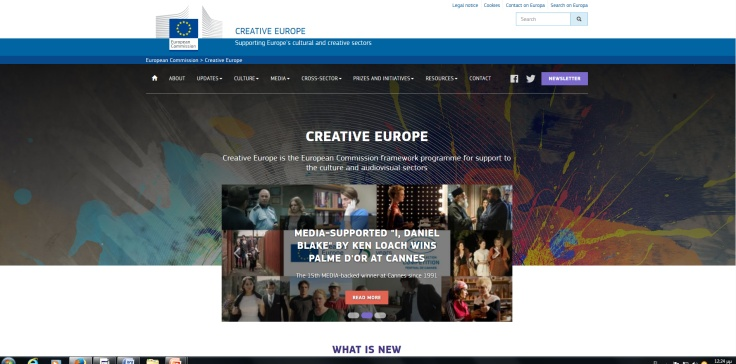 Legal notice Cookies Contact on Europa Search on Europa
Search
European
Commission
CREATIVE EUROPE
Supporting Europe's cultural and creative sectors
European Commission > Creative Europe
ABOUT UPDATES CULTURE MEDIA CROSS-SECTOR PRIZES AND INITIATIVES RESOURCES CONTACT NEWSLETTER
CREATIVE EUROPE
Creative Europe is the European Commission framework programme for support to
the culture and audiovisual sectors
MEDIA-SUPPORTED "I, DANIEL
BLAKE" BY KEN LOACH WINS
PALME D'OR AT CANNES
The 15th MEDIA-backed winner at Cannes since 1991
READ MORE
WHAT IS NEW
12:24 μμ